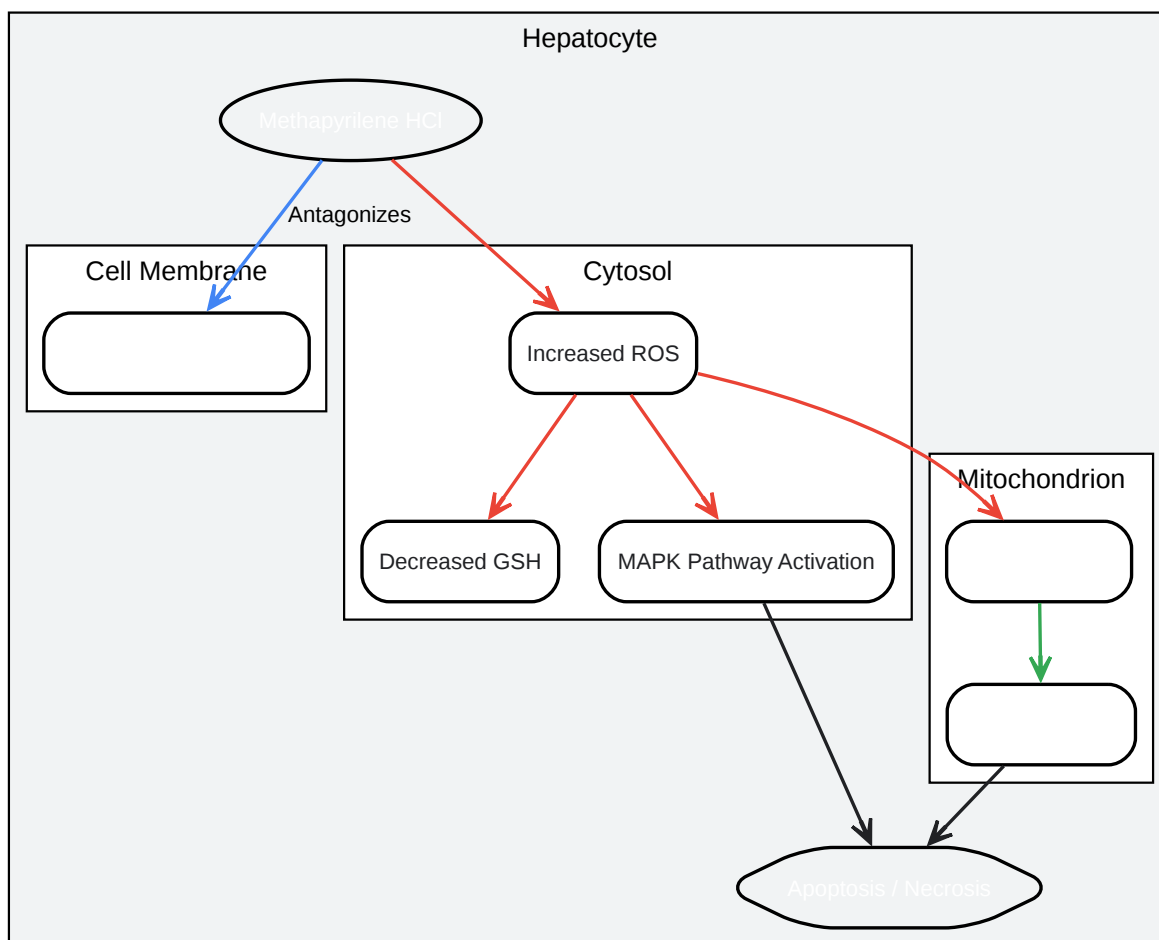 Hepatocyte
Methapyrilene HCl
Antagonizes
Cell Membrane
Cytosol
Increased ROS
Mitochondrion
Decreased GSH
MAPK Pathway Activation
Apoptosis / Necrosis